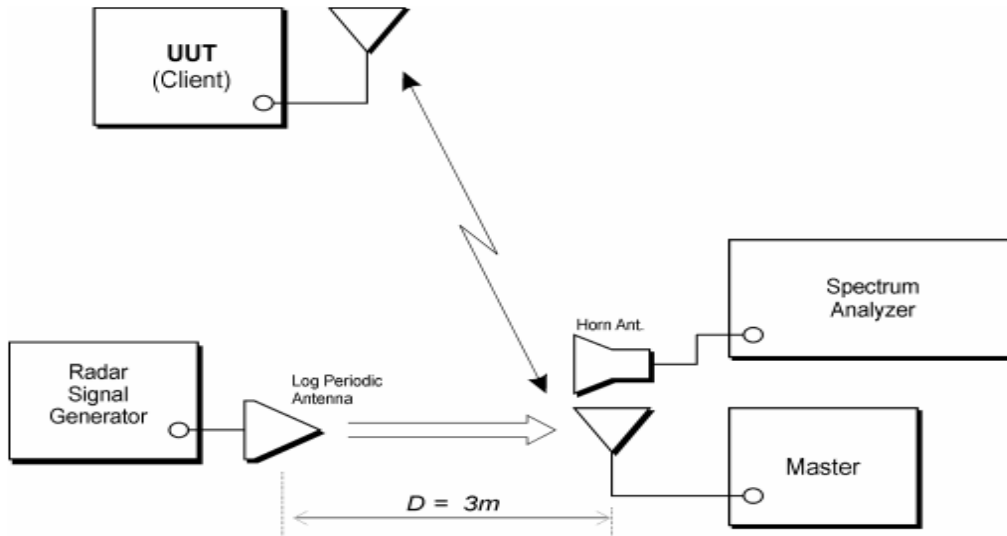 UUT
(Client)
Spectrum
Analyzer
Horn Ant.
Radar
Signal
Generator
Log Periodic
Antenna
Master
D = 3m